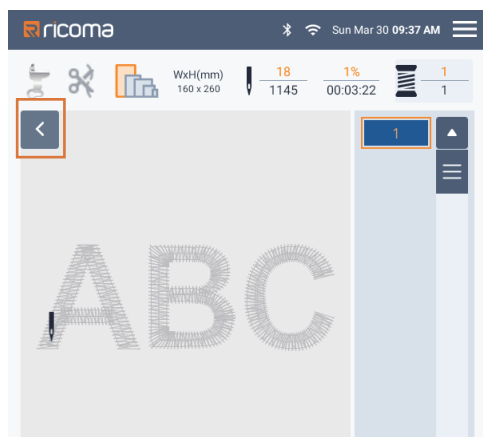 ricoma Sun Mar 30 09:37 AM
WxH(mm) 18 1% 1
160 x 260 1145 00:03:22 1
1
ABC